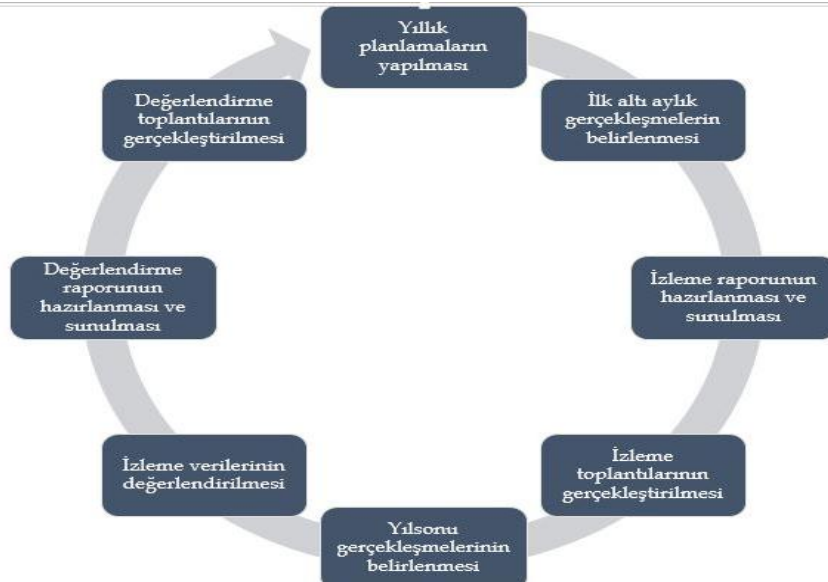 Yıllık
planlamaların
yapılması
İlk altı aylık
gerçekleşmelerin
belirlenmesi
İzleme raporunun
hazırlanması ve
sunulması
İzleme
toplantılarının
gerçekleştirilmesi
Yılsonu
gerçekleşmelerinin
belirlenmesi
İzleme verilerinin
değerlendirilmesi
Değerlendirme
raporunun
hazırlanması ve
sunulması
Değerlendirme
toplantılarının
gerçekleştirilmesi